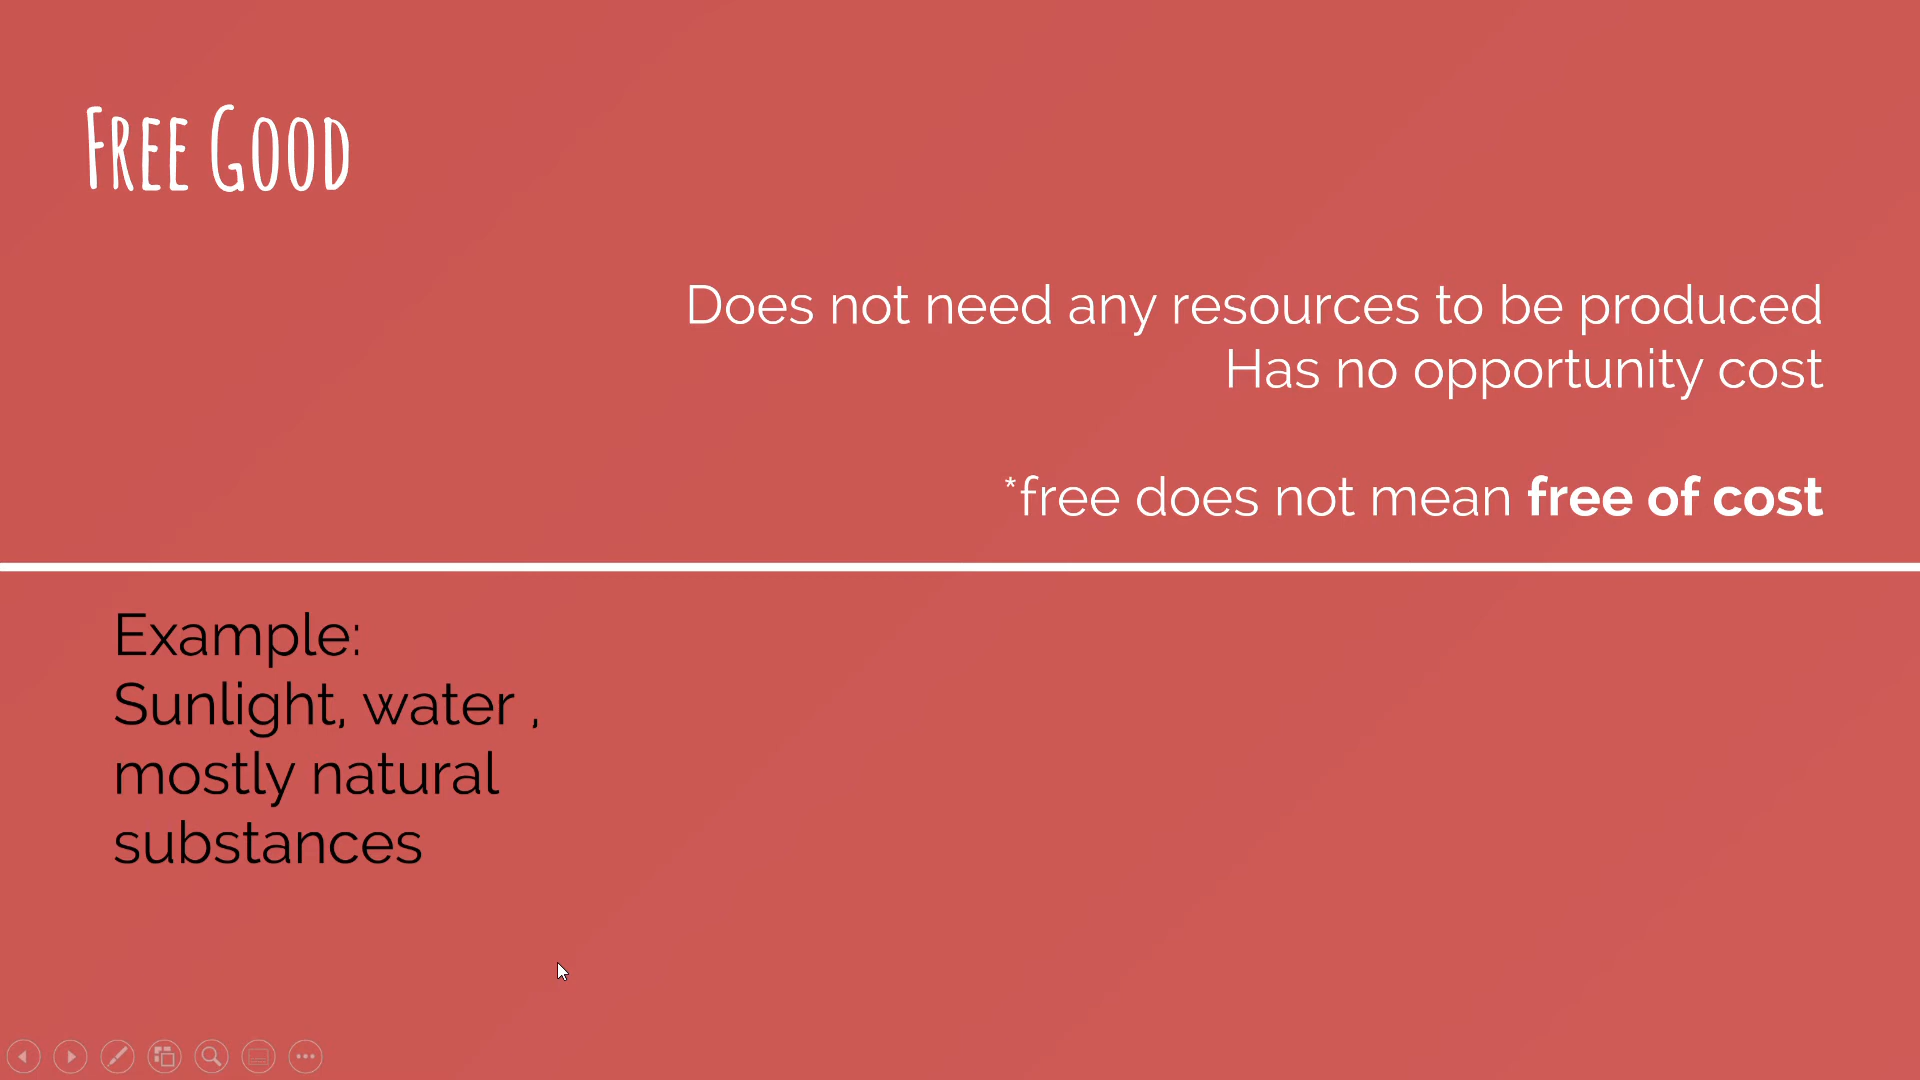 Free Good
Does not need any resources to be produced
Has no opportunity cost
*free does not mean free of cost
Example:
Sunlight, water ,
mostly natural
substances